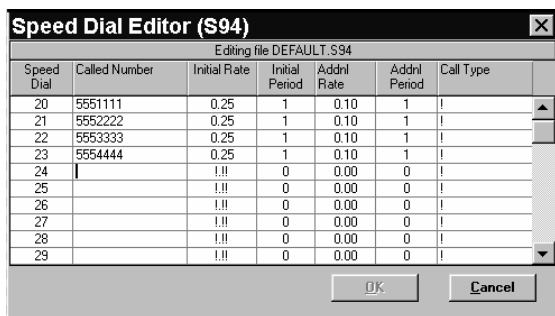 Speed Dial Editor (S94)
Editing file DEFAULT.S94
Speed Dial Called Number Initial Rate Initial Period Addnl Rate Addnl Period Call Type
20 5551111 0.25 1 0.10 1 !
21 5552222 0.25 1 0.10 1 !
22 5553333 0.25 1 0.10 1 !
23 5554444 0.25 1 0.10 1 !
24 !.!! 0 0.00 0 !
25 !.!! 0 0.00 0 !
26 !.!! 0 0.00 0 !
27 !.!! 0 0.00 0 !
28 !.!! 0 0.00 0 !
29 !.!! 0 0.00 0 !
OK Cancel